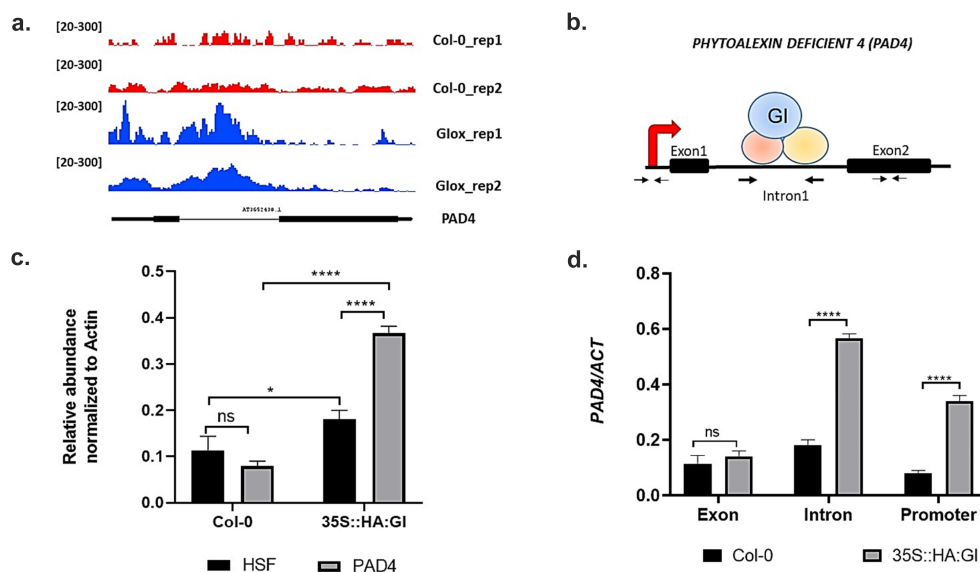 a.
[20-300]
Col-0_rep1
[20-300]
Col-0_rep2
[20-300]
GIox_rep1
[20-300]
GIox_rep2
PAD4
b.
PHYTOALEXIN DEFICIENT 4 (PAD4)
GI
Exon1
Exon2
Intron1
c.
Relative abundance
normalized to Actin
0.5
0.4
0.3
0.2
0.1
0.0
****
****
*
ns
Col-0
35S::HA:GI
HSF
PAD4
d.
PAD4/ACT
0.8
0.6
0.4
0.2
0.0
ns
****
****
Exon
Intron
Promoter
Col-0
35S::HA:GI